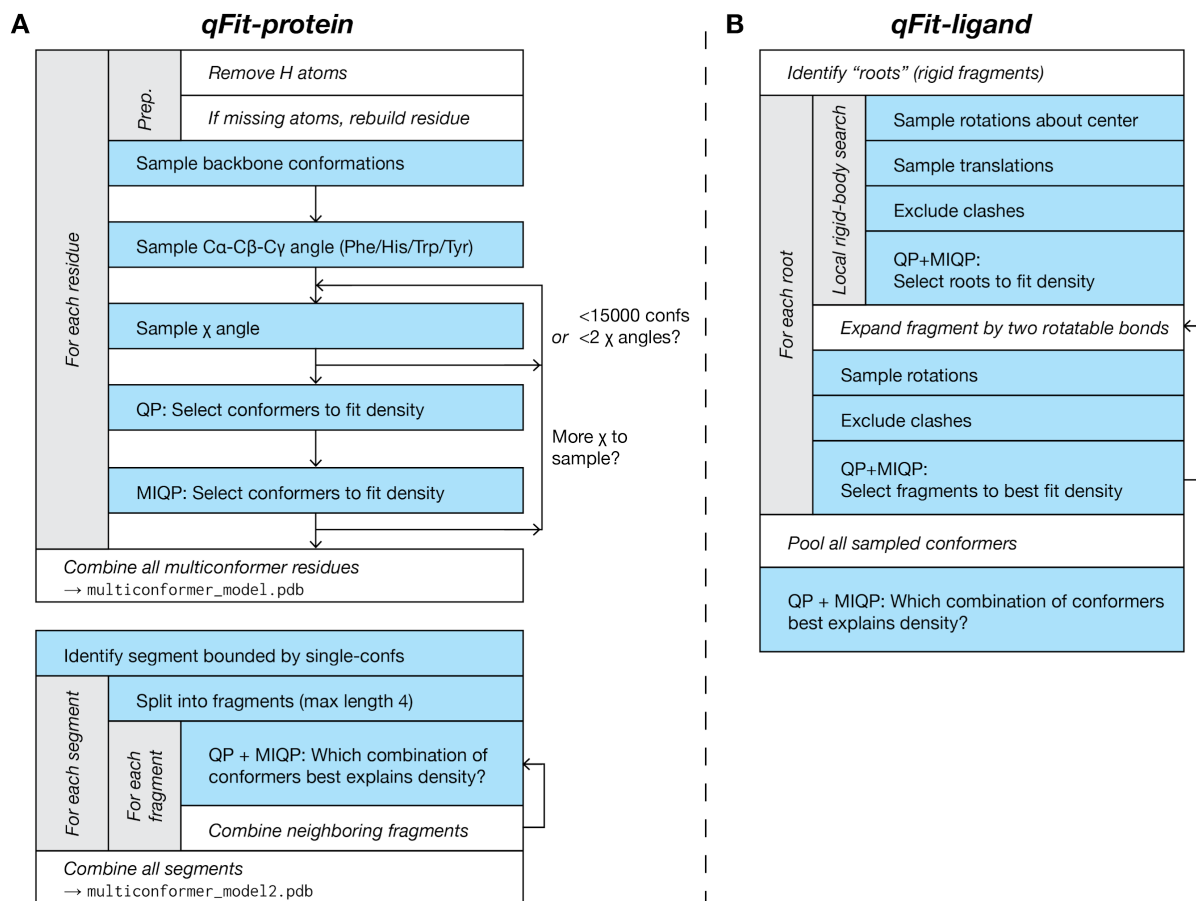 A
qFit-protein
For each residue
Prep.
Remove H atoms
If missing atoms, rebuild residue
Sample backbone conformations
Sample Cα-Cβ-Cγ angle (Phe/His/Trp/Tyr)
Sample χ angle
<15000 confs
or <2 χ angles?
QP: Select conformers to fit density
More χ to
sample?
MIQP: Select conformers to fit density
Combine all multiconformer residues
→ multiconformer_model.pdb
Identify segment bounded by single-confs
For each segment
Split into fragments (max length 4)
For each
fragment
QP + MIQP: Which combination of
conformers best explains density?
Combine neighboring fragments
Combine all segments
→ multiconformer_model2.pdb
B
qFit-ligand
Identify “roots” (rigid fragments)
For each root
Local rigid-body search
Sample rotations about center
Sample translations
Exclude clashes
QP+MIQP:
Select roots to fit density
Expand fragment by two rotatable bonds
Sample rotations
Exclude clashes
QP+MIQP:
Select fragments to best fit density
Pool all sampled conformers
QP + MIQP: Which combination of conformers
best explains density?